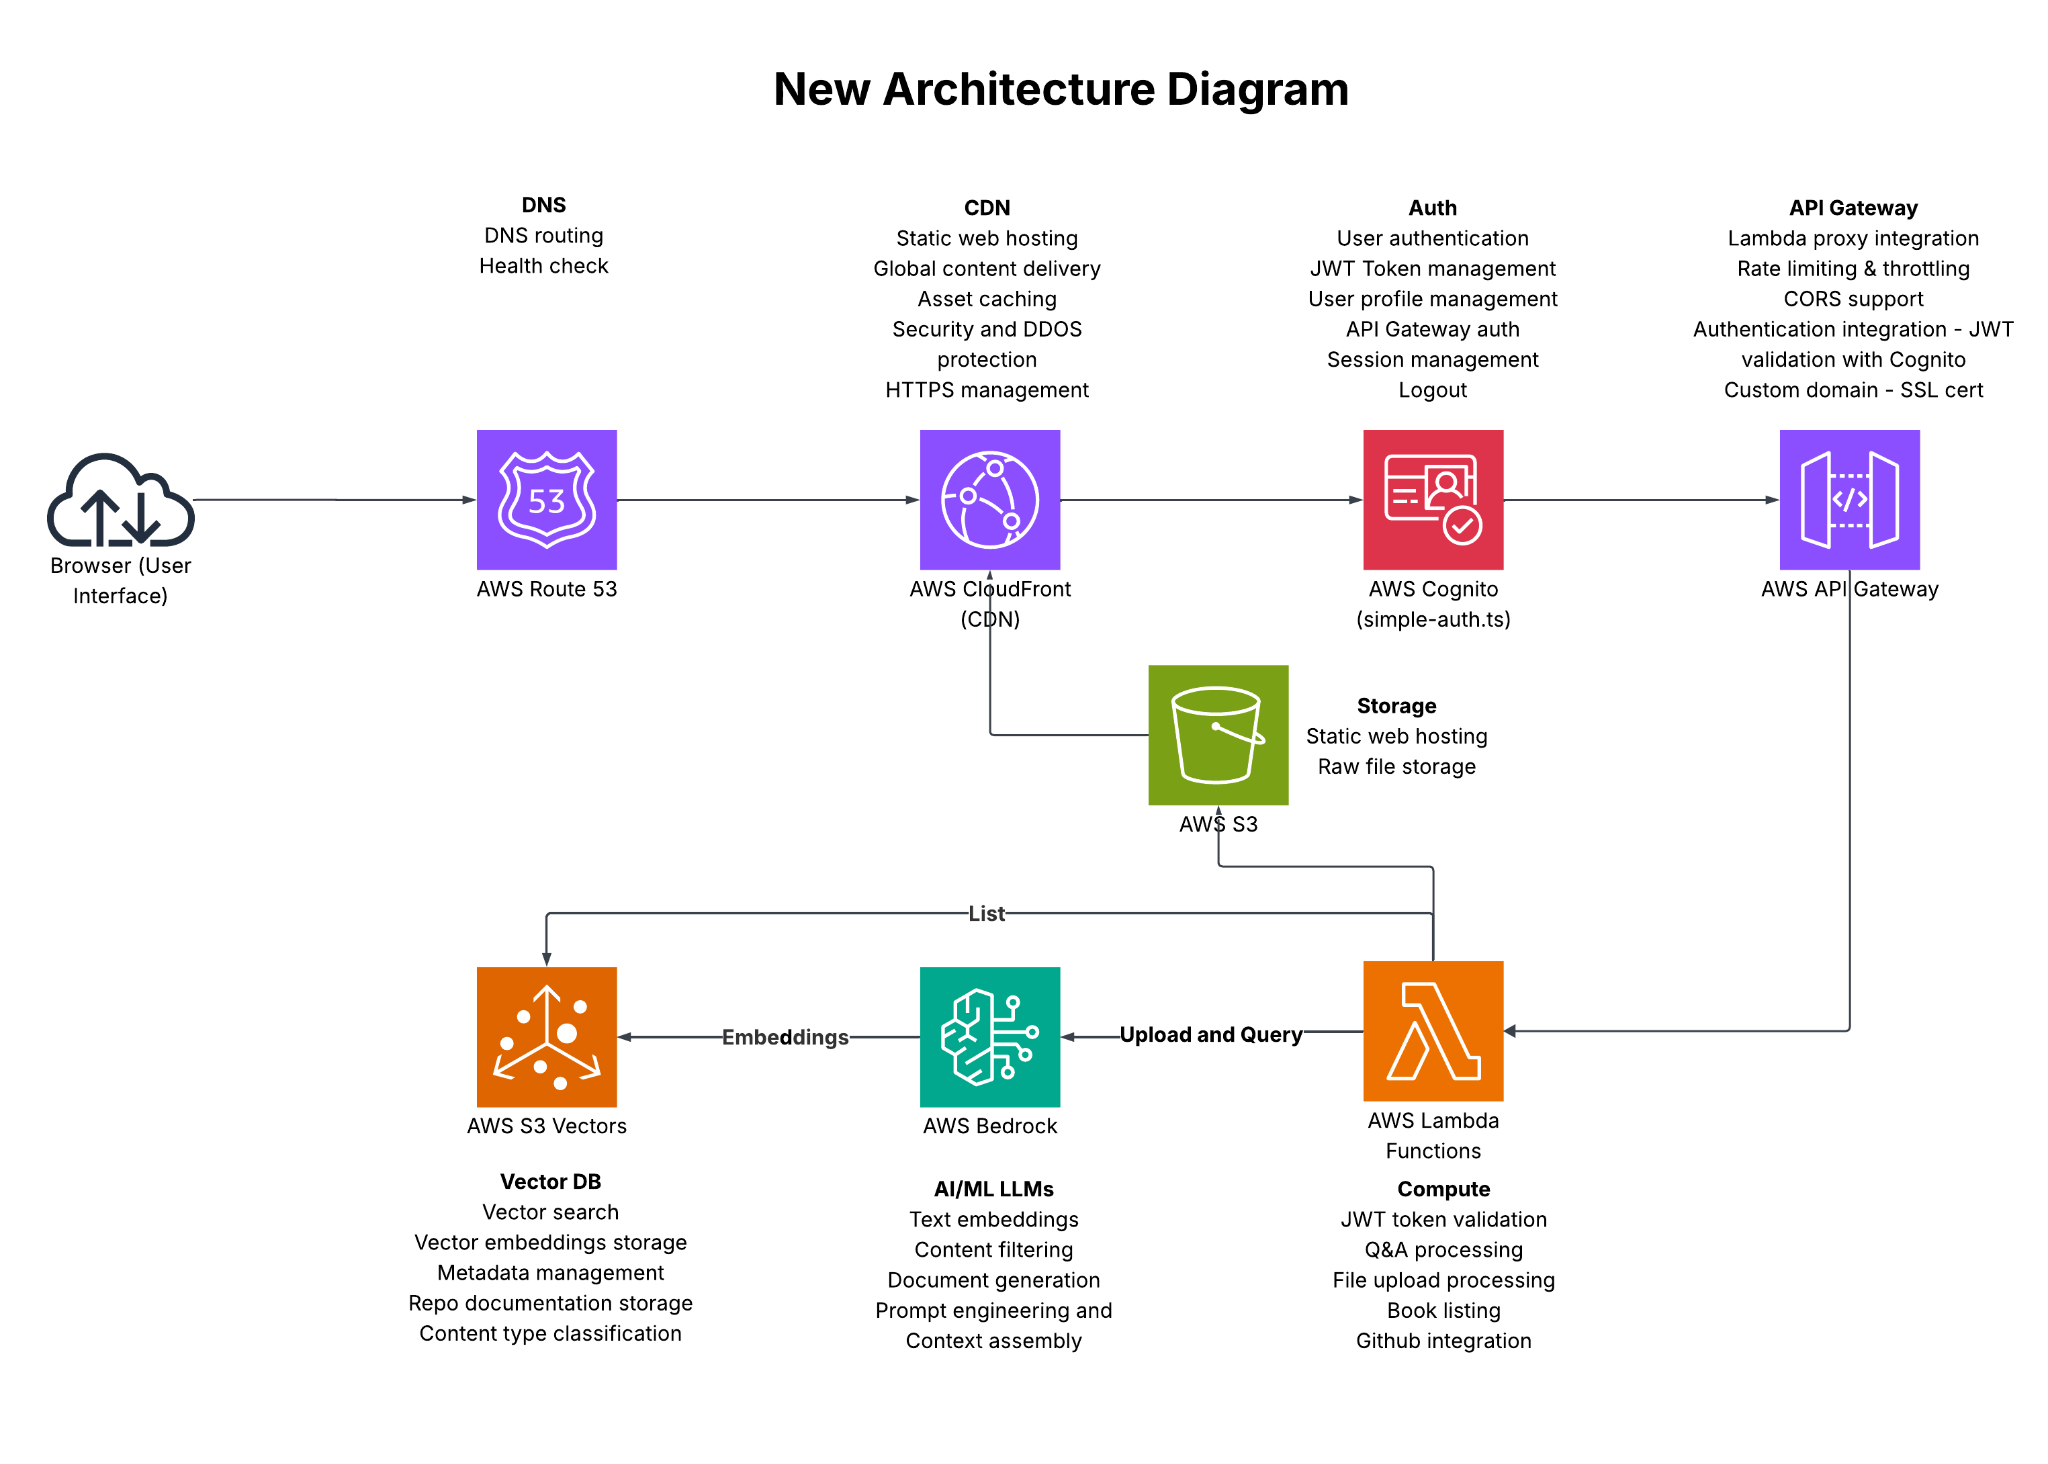 New Architecture Diagram
DNS
DNS routing
Health check
CDN
Static web hosting
Global content delivery
Asset caching
Security and DDOS
protection
HTTPS management
Auth
User authentication
JWT Token management
User profile management
API Gateway auth
Session management
Logout
API Gateway
Lambda proxy integration
Rate limiting & throttling
CORS support
Authentication integration - JWT
validation with Cognito
Custom domain - SSL cert
53
Browser (User
Interface)
AWS Route 53
AWS CloudFront
(CDN)
AWS Cognito
(simple-auth.ts)
AWS API Gateway
Storage
Static web hosting
Raw file storage
AWS S3
List
Embeddings
Upload and Query
AWS S3 Vectors
AWS Bedrock
AWS Lambda
Functions
Vector DB
Vector search
Vector embeddings storage
Metadata management
Repo documentation storage
Content type classification
AI/ML LLMs
Text embeddings
Content filtering
Document generation
Prompt engineering and
Context assembly
Compute
JWT token validation
Q&A processing
File upload processing
Book listing
Github integration